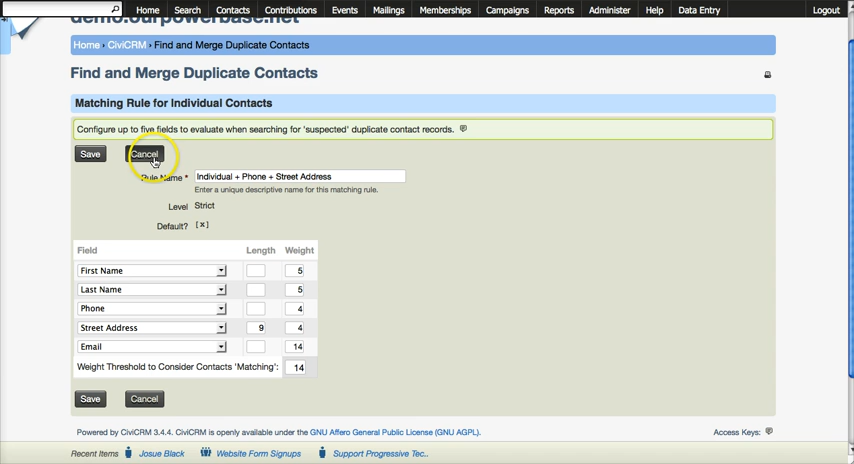 Home Search Contacts Contributions Events Mailings Memberships Campaigns Reports Administer Help Data Entry Logout
demo.ourpowerbase.net
Home › CiviCRM › Find and Merge Duplicate Contacts
Find and Merge Duplicate Contacts
Matching Rule for Individual Contacts
Configure up to five fields to evaluate when searching for 'suspected' duplicate contact records.
Save Cancel
Rule Name * Individual + Phone + Street Address
Enter a unique descriptive name for this matching rule.
Level Strict
Default? [x]
Field Length Weight
First Name 5
Last Name 5
Phone 4
Street Address 9 4
Email 14
Weight Threshold to Consider Contacts 'Matching': 14
Save Cancel
Powered by CiviCRM 3.4.4. CiviCRM is openly available under the GNU Affero General Public License (GNU AGPL). Access Keys:
Recent Items Josue Black Website Form Signups Support Progressive Tec...